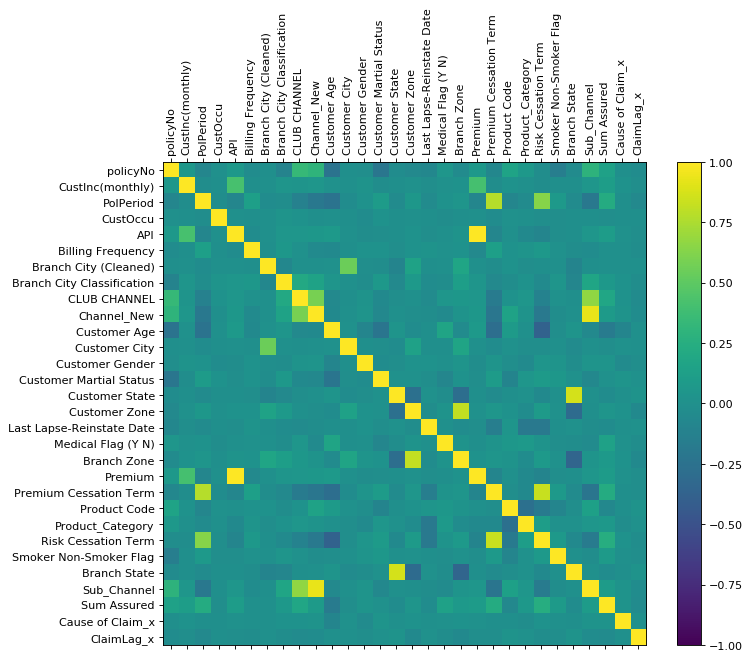 policyNo
CustInc(monthly)
PolPeriod
CustOccu
API
Billing Frequency
Branch City (Cleaned)
Branch City Classification
CLUB CHANNEL
Channel_New
Customer Age
Customer City
Customer Gender
Customer Martial Status
Customer State
Customer Zone
Last Lapse-Reinstate Date
Medical Flag (Y N)
Branch Zone
Premium
Premium Cessation Term
Product Code
Product_Category
Risk Cessation Term
Smoker Non-Smoker Flag
Branch State
Sub_Channel
Sum Assured
Cause of Claim_x
ClaimLag_x
policyNo
CustInc(monthly)
PolPeriod
CustOccu
API
Billing Frequency
Branch City (Cleaned)
Branch City Classification
CLUB CHANNEL
Channel_New
Customer Age
Customer City
Customer Gender
Customer Martial Status
Customer State
Customer Zone
Last Lapse-Reinstate Date
Medical Flag (Y N)
Branch Zone
Premium
Premium Cessation Term
Product Code
Product_Category
Risk Cessation Term
Smoker Non-Smoker Flag
Branch State
Sub_Channel
Sum Assured
Cause of Claim_x
ClaimLag_x
1.00
0.75
0.50
0.25
0.00
−0.25
−0.50
−0.75
−1.00